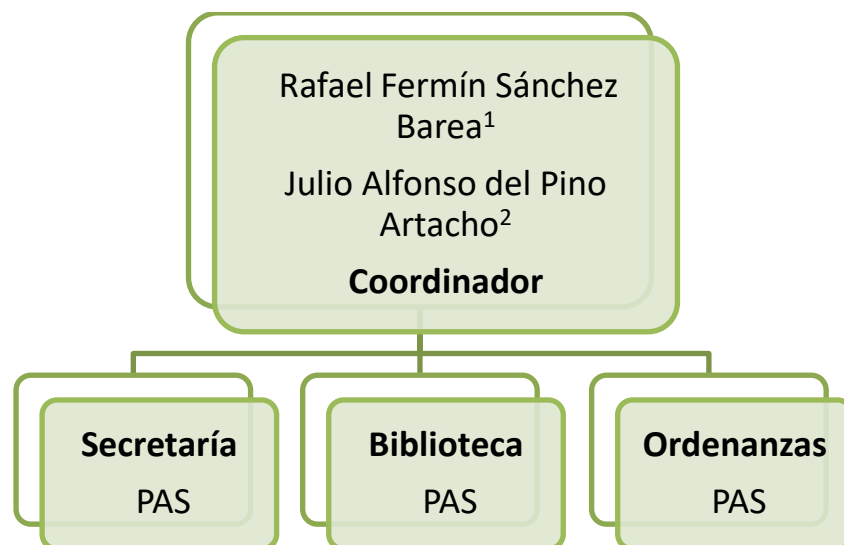 Rafael Fermín Sánchez
Barea¹
Julio Alfonso del Pino
Artacho²
Coordinador
Secretaría
PAS
Biblioteca
PAS
Ordenanzas
PAS